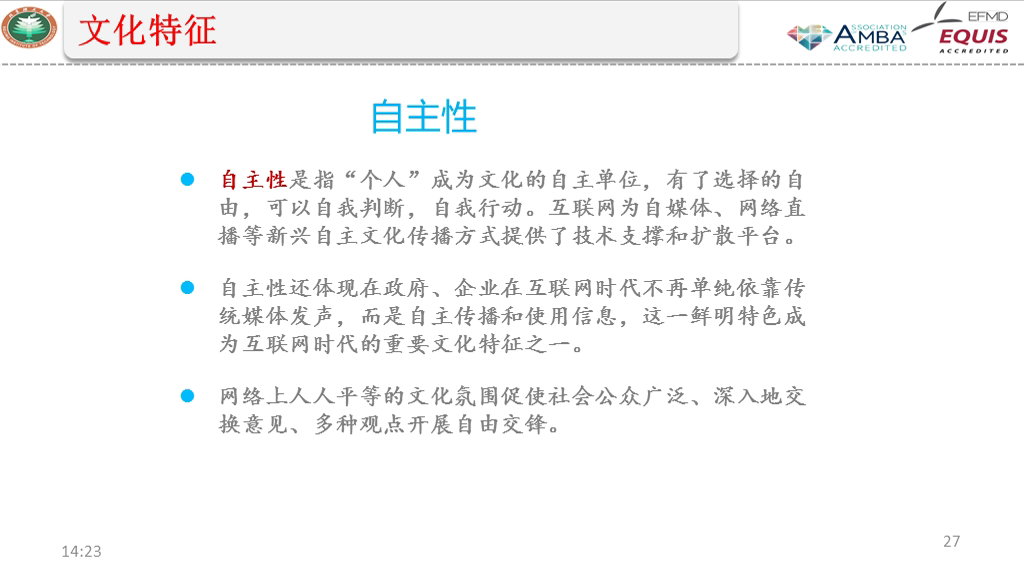 文化特征
ASSOCIATION
AMBA
ACCREDITED
EFMD
EQUIS
ACCREDITED
自主性
自主性是指“个人”成为文化的自主单位，有了选择的自
由，可以自我判断，自我行动。互联网为自媒体、网络直
播等新兴自主文化传播方式提供了技术支撑和扩散平台。
自主性还体现在政府、企业在互联网时代不再单纯依靠传
统媒体发声，而是自主传播和使用信息，这一鲜明特色成
为互联网时代的重要文化特征之一。
网络上人人平等的文化氛围促使社会公众广泛、深入地交
换意见、多种观点开展自由交锋。
14:23
27